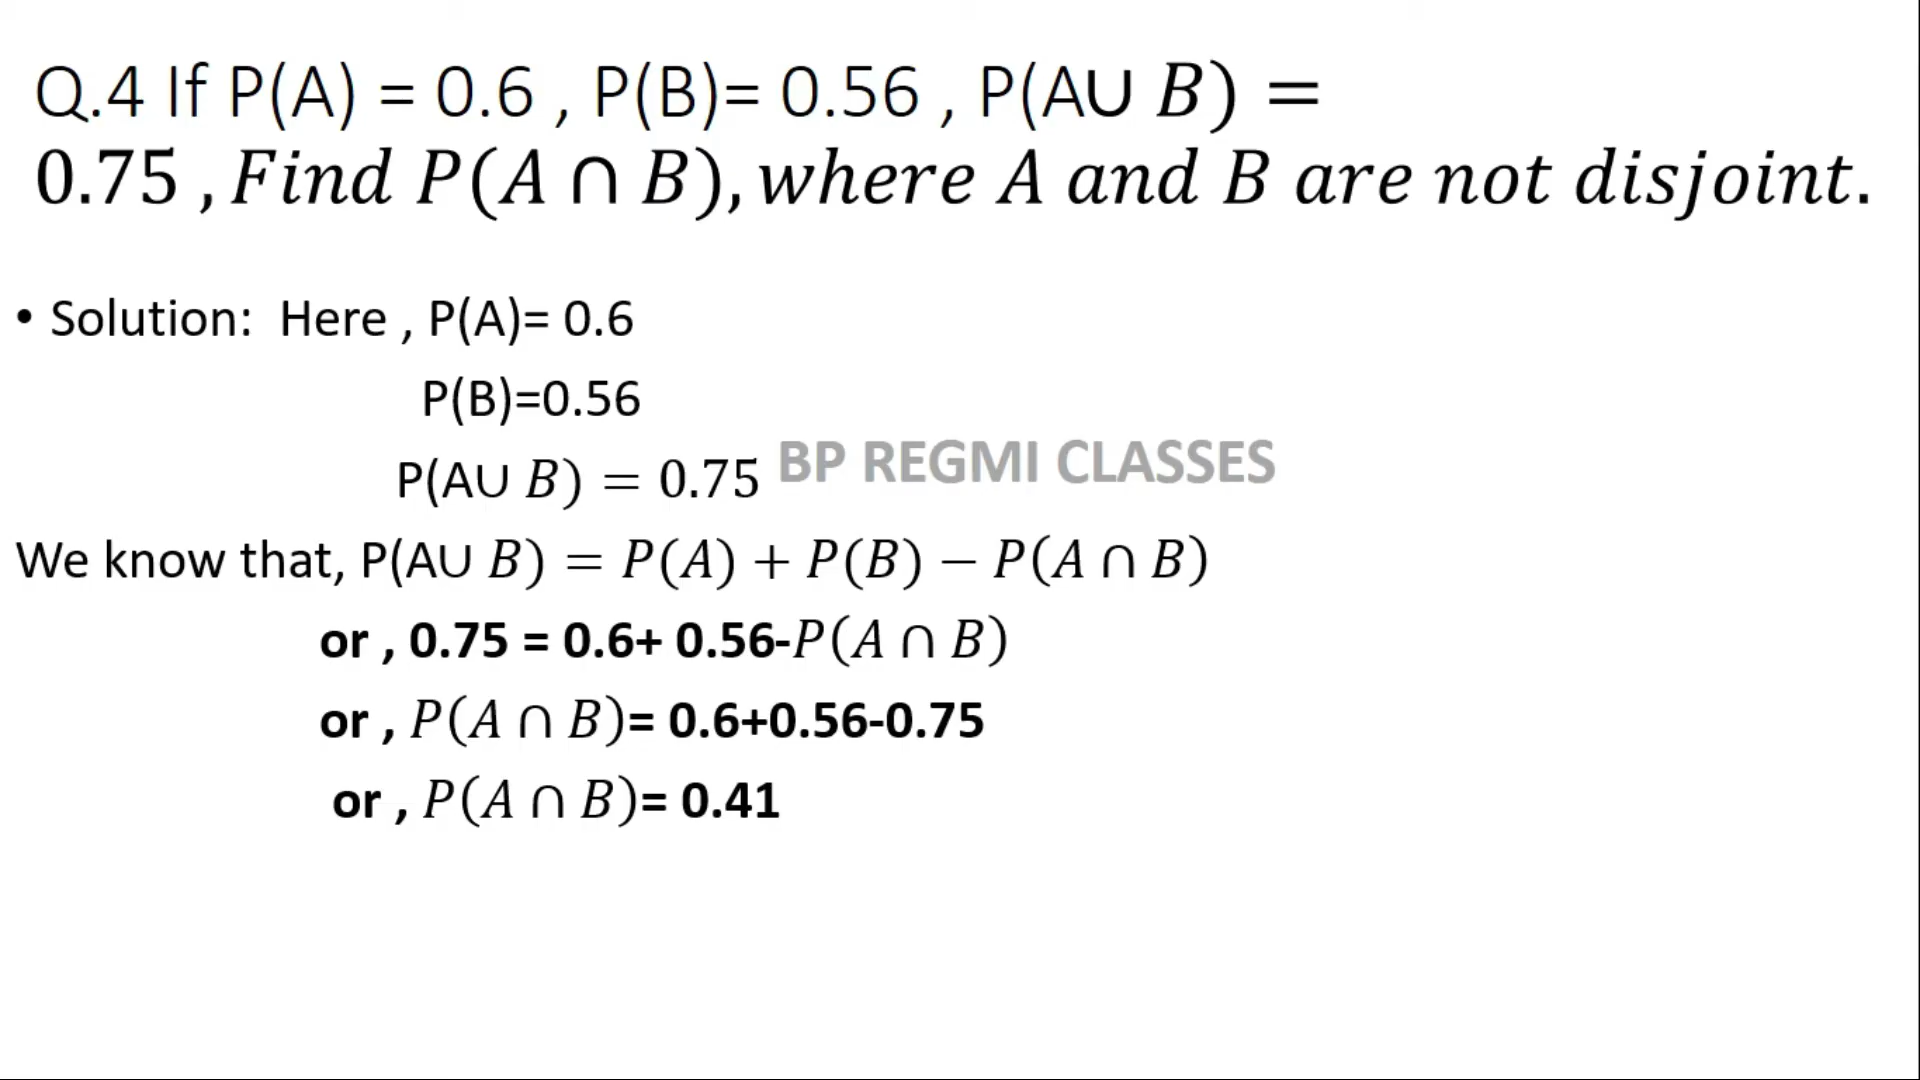 Q.4 If P(A) = 0.6 , P(B)= 0.56 , P(A∪ B) =
0.75 , Find P(A ∩ B), where A and B are not disjoint.
• Solution: Here , P(A)= 0.6
P(B)=0.56
P(A∪ B) = 0.75
BP REGMI CLASSES
We know that, P(A∪ B) = P(A) + P(B) − P(A ∩ B)
or , 0.75 = 0.6+ 0.56-P(A ∩ B)
or , P(A ∩ B)= 0.6+0.56-0.75
or , P(A ∩ B)= 0.41